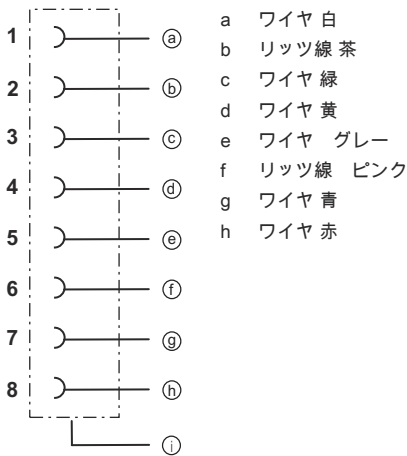 1 ⓐ
2 ⓑ
3 ⓒ
4 ⓓ
5 ⓔ
6 ⓕ
7 ⓖ
8 ⓗ
ⓘ
a ワイヤ 白
b リッツ線 茶
c ワイヤ 緑
d ワイヤ 黄
e ワイヤ　グレー
f リッツ線　ピンク
g ワイヤ 青
h ワイヤ 赤